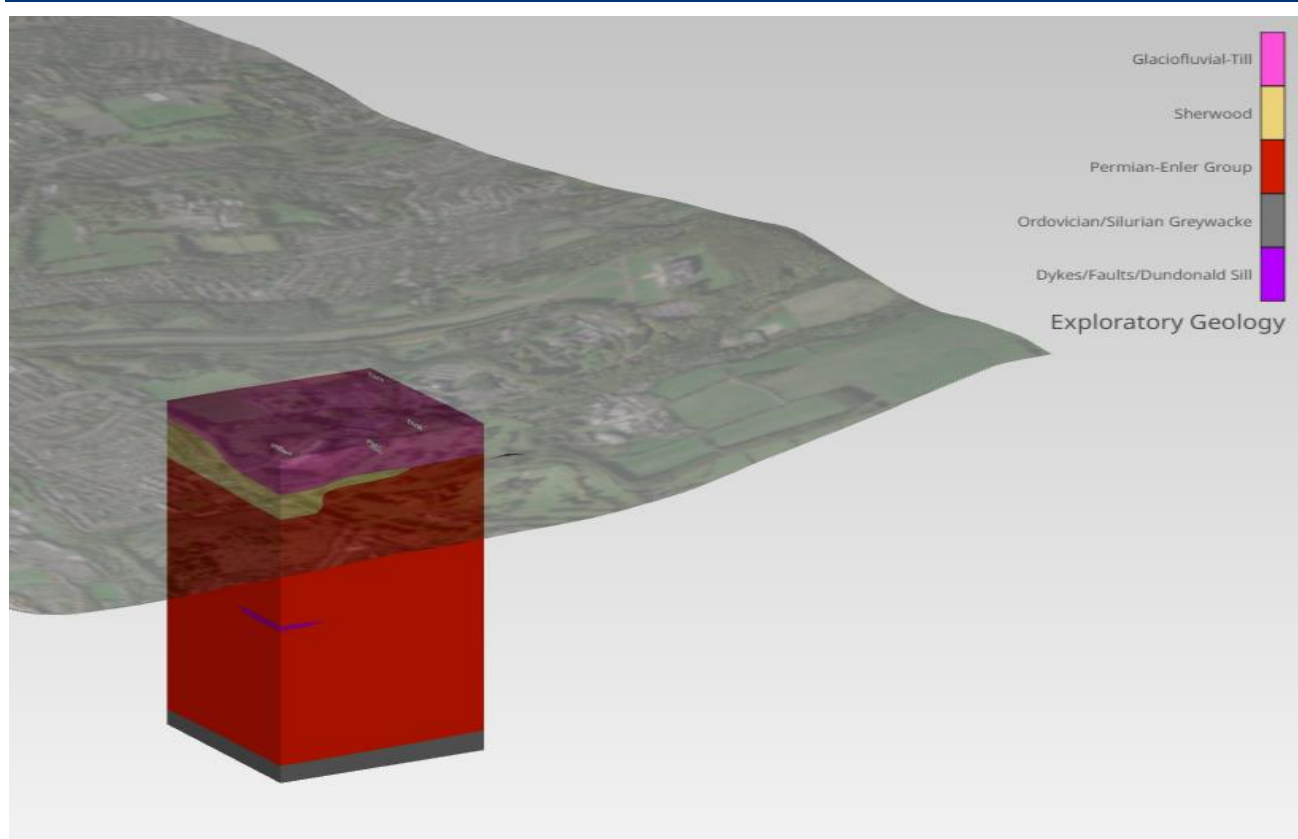 Glaciofluvial-Till
Sherwood
Permian-Enler Group
Ordovician/Silurian Greywacke
Dykes/Faults/Dundonald Sill
Exploratory Geology